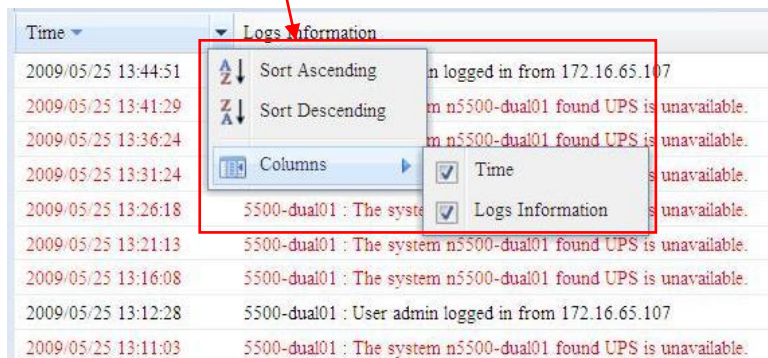 Time Logs Information
2009/05/25 13:44:51 Sort Ascending n logged in from 172.16.65.107
2009/05/25 13:41:29 Sort Descending m n5500-dual01 found UPS is unavailable.
2009/05/25 13:36:24 m n5500-dual01 found UPS is unavailable.
2009/05/25 13:31:24 Columns Time s unavailable.
2009/05/25 13:26:18 5500-dual01 : The syste Logs Information s unavailable.
2009/05/25 13:21:13 5500-dual01 : The system n5500-dual01 found UPS is unavailable.
2009/05/25 13:16:08 5500-dual01 : The system n5500-dual01 found UPS is unavailable.
2009/05/25 13:12:28 5500-dual01 : User admin logged in from 172.16.65.107
2009/05/25 13:11:03 5500-dual01 : The system n5500-dual01 found UPS is unavailable.